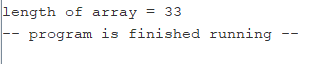 length of array = 33
-- program is finished running --